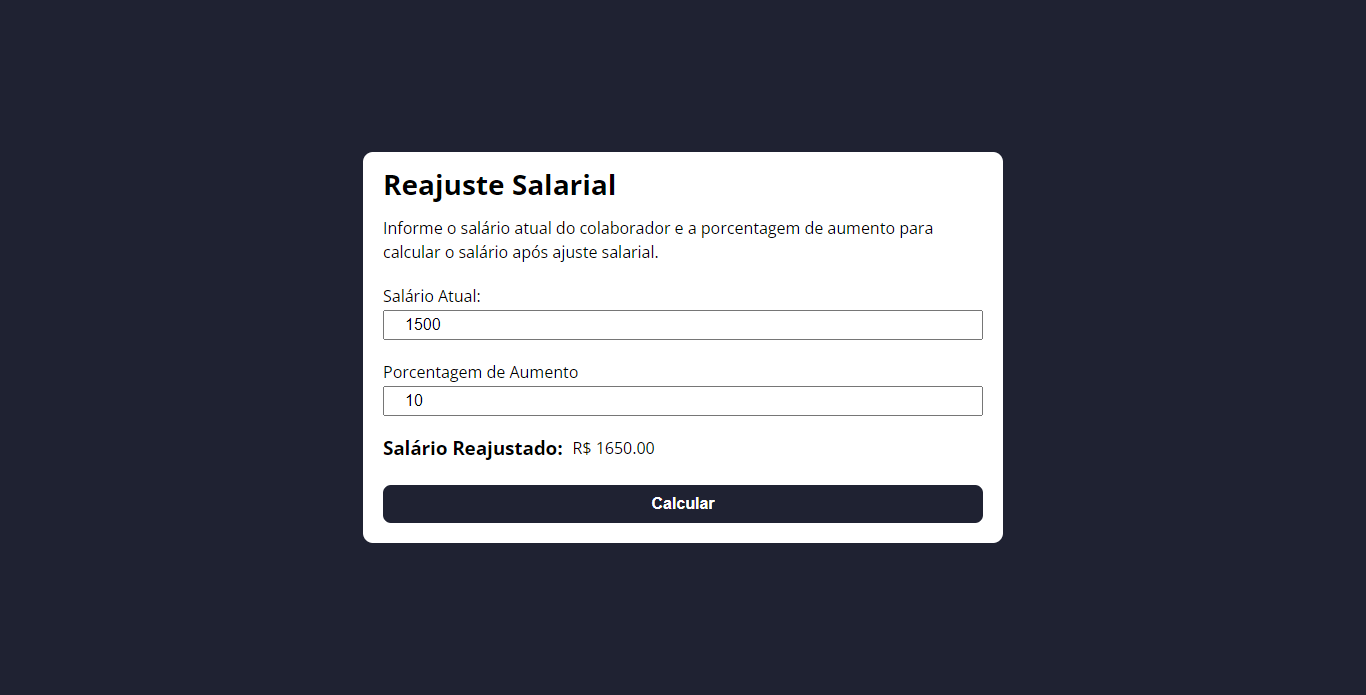 Reajuste Salarial
Informe o salário atual do colaborador e a porcentagem de aumento para
calcular o salário após ajuste salarial.
Salário Atual:
1500
Porcentagem de Aumento
10
Salário Reajustado: R$ 1650.00
Calcular